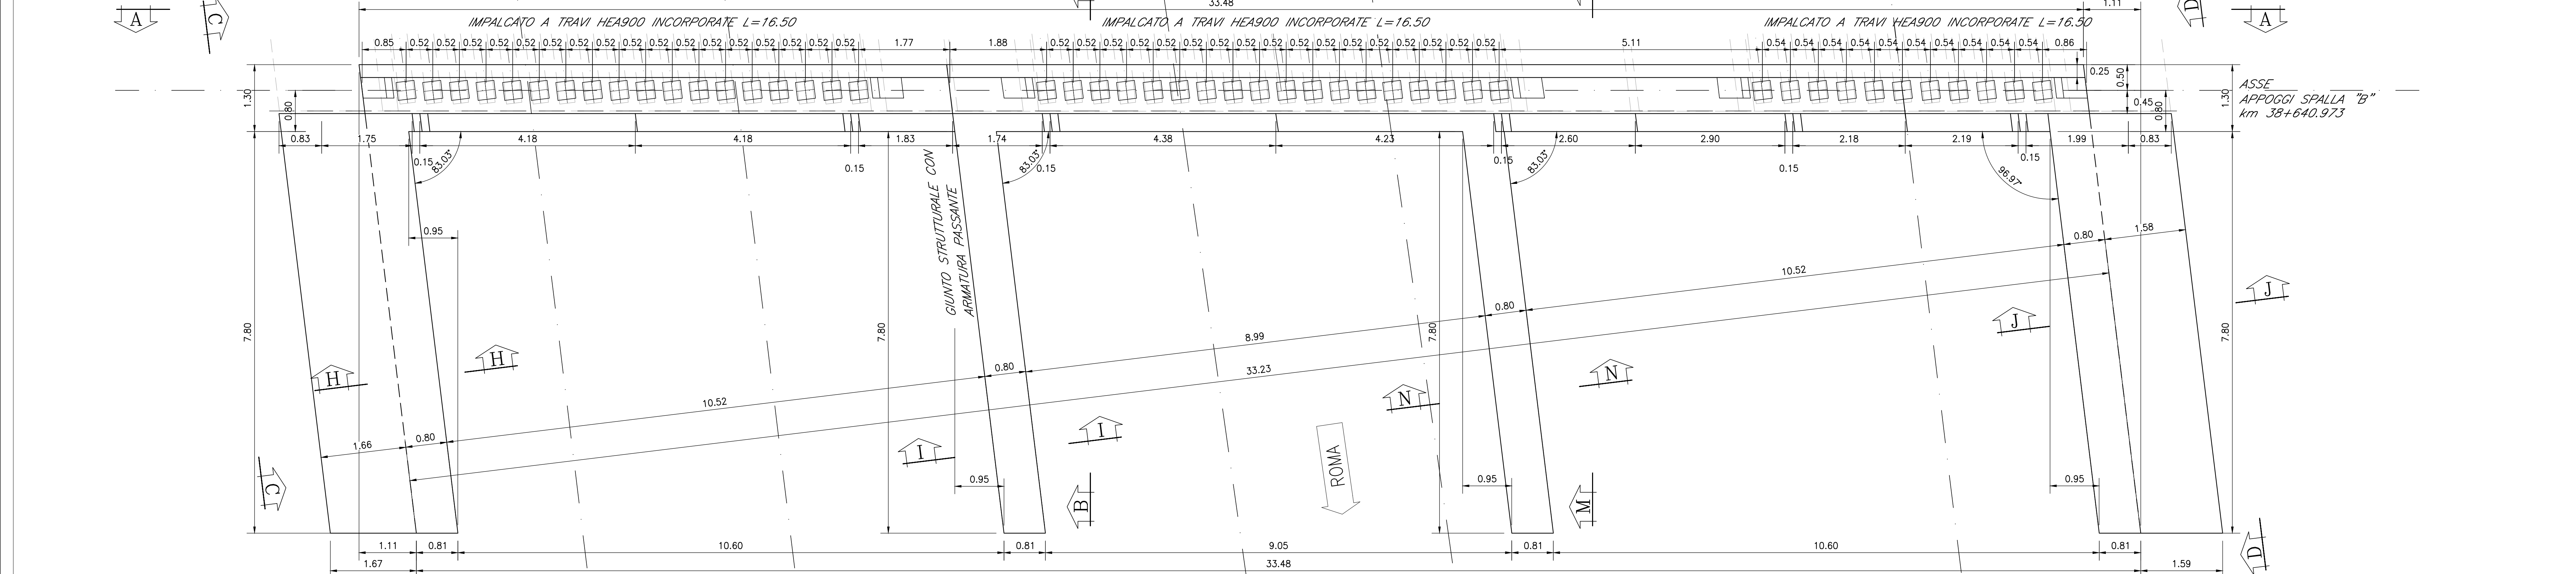 33.48
1.11
A
C
D
A
IMPALCATO A TRAVI HEA900 INCORPORATE L=16.50
IMPALCATO A TRAVI HEA900 INCORPORATE L=16.50
IMPALCATO A TRAVI HEA900 INCORPORATE L=16.50
0.85 0.52 0.52 0.52 0.52 0.52 0.52 0.52 0.52 0.52 0.52 0.52 0.52 0.52 0.52 0.52 0.52 0.52 1.77 1.88 0.52 0.52 0.52 0.52 0.52 0.52 0.52 0.52 0.52 0.52 0.52 0.52 0.52 0.52 0.52 0.52 0.52 5.11 0.54 0.54 0.54 0.54 0.54 0.54 0.54 0.54 0.54 0.54 0.86
1.30
0.80
0.25
0.50
0.45
0.80
1.30
ASSE
APPOGGI SPALLA "B"
km 38+640.973
0.83 1.75 4.18 4.18 1.83 1.74 4.38 4.23 2.60 2.90 2.18 2.19 1.99 0.83
0.15 0.15 0.15 0.15 0.15 0.15
83.03° 83.03° 83.03° 96.97°
GIUNTO STRUTTURALE CON
ARMATURA PASSANTE
0.95
7.80
7.80
7.80
7.80
1.66 0.80 10.52 0.80 8.99 0.80 10.52 0.80 1.58
33.23
H
H
I
I
N
N
J
J
ROMA
C
B
M
D
0.95
0.95
0.95
1.11 0.81 10.60 0.81 9.05 0.81 10.60 0.81
1.67 33.48 1.59